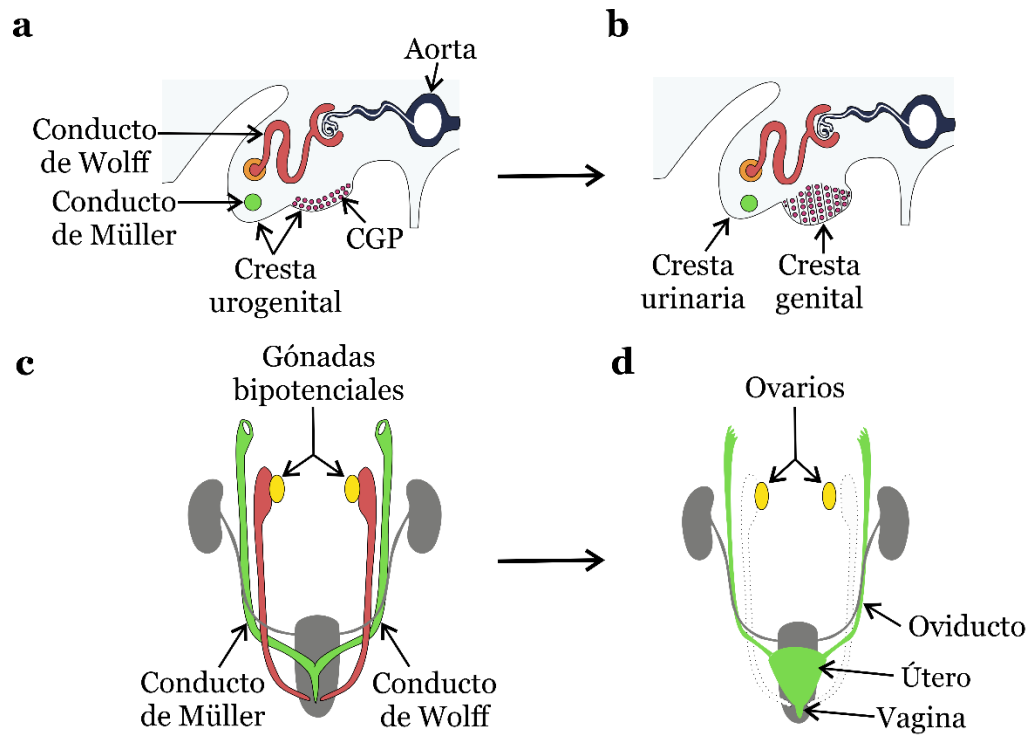 a
Aorta
Conducto
de Wolff
Conducto
de Müller
CGP
Cresta
urogenital
b
Cresta
urinaria
Cresta
genital
c
Gónadas
bipotenciales
Conducto
de Müller
Conducto
de Wolff
d
Ovarios
Oviducto
Útero
Vagina